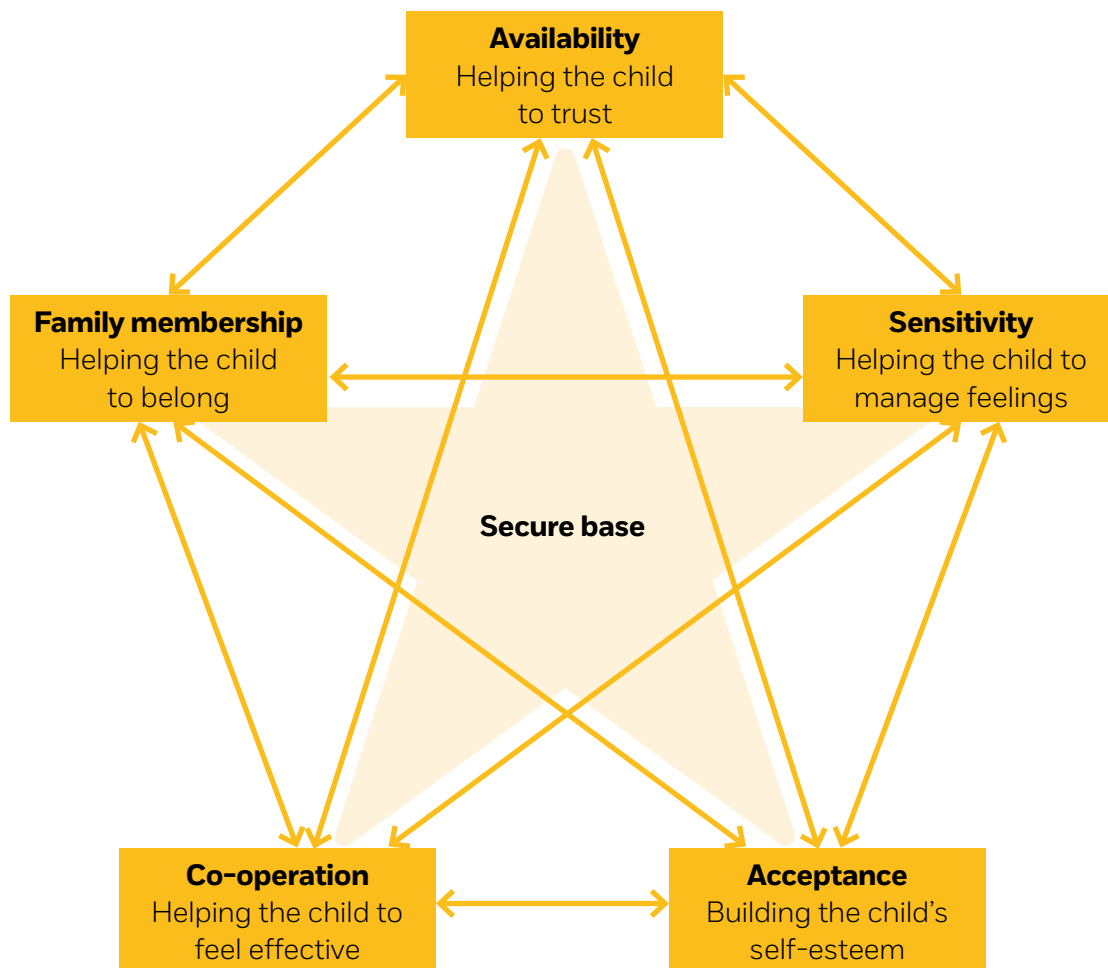 Availability
Helping the child
to trust
Family membership
Helping the child
to belong
Sensitivity
Helping the child to
manage feelings
Secure base
Co-operation
Helping the child to
feel effective
Acceptance
Building the child’s
self-esteem